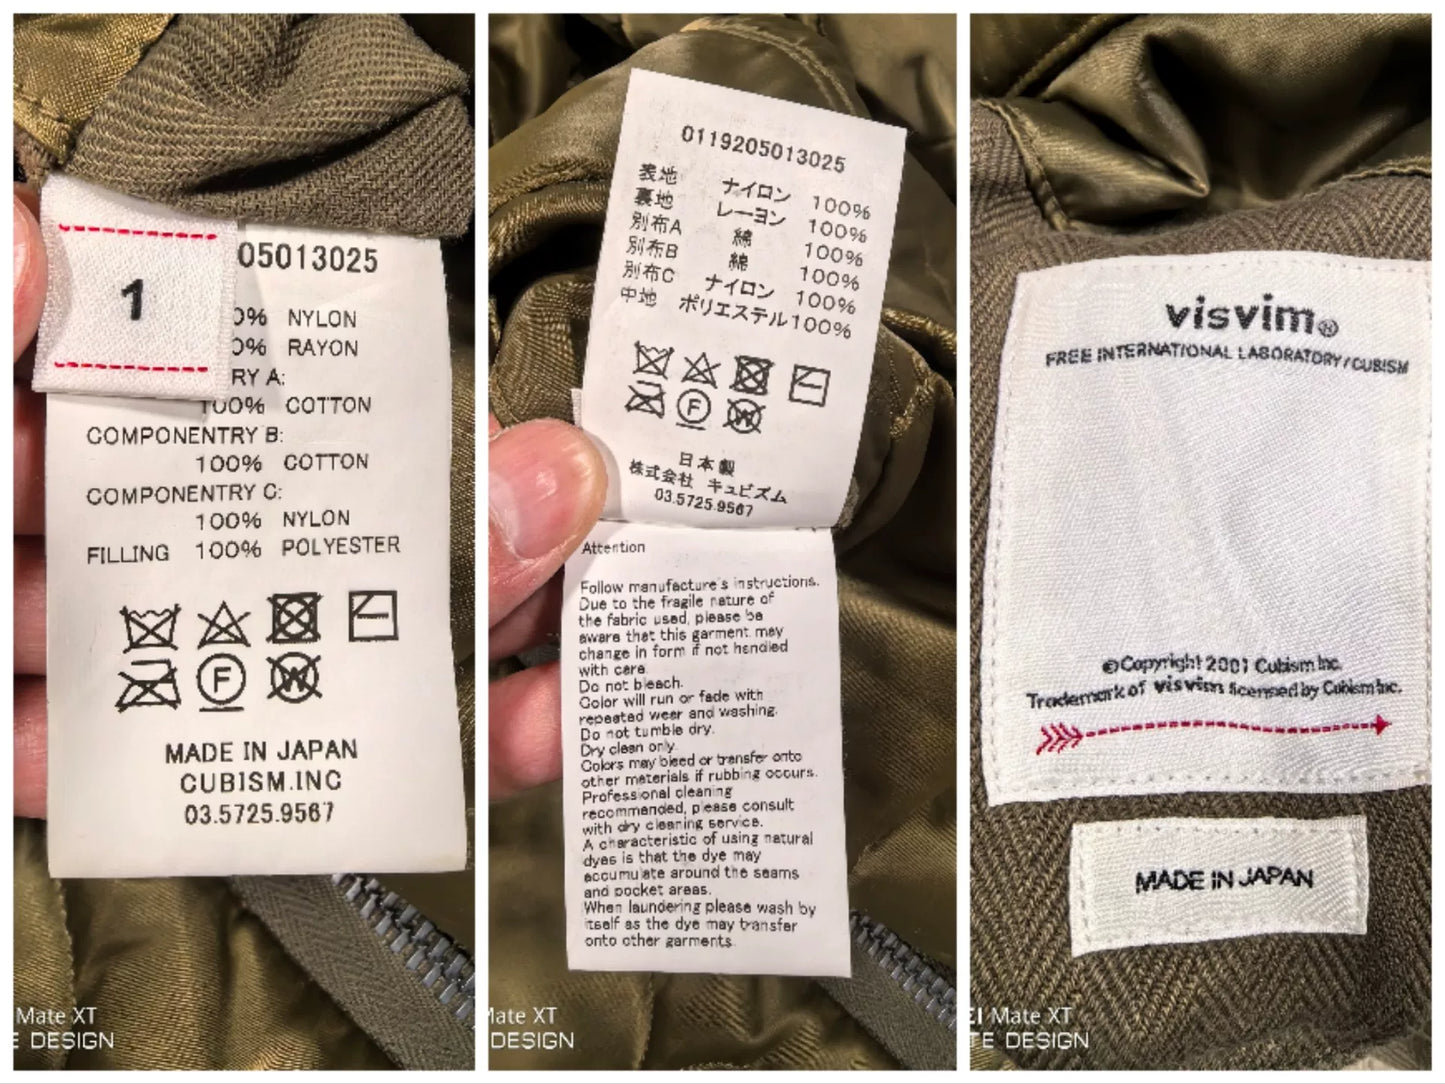 1
05013025
0% NYLON
0% RAYON
RY A:
100% COTTON
COMPONENTRY B:
100% COTTON
COMPONENTRY C:
100% NYLON
FILLING 100% POLYESTER
F
W
MADE IN JAPAN
CUBISM.INC
03.5725.9567
Mate XT
E DESIGN
0119205013025
表地 ナイロン 100%
裏地 レーヨン 100%
別布A 綿 100%
別布B 綿 100%
別布C ナイロン 100%
中地 ポリエステル 100%
F
W
日本製
株式会社 キュビズム
03.5725.9567
Attention
Follow manufacture's instructions.
Due to the fragile nature of
the fabric used, please be
aware that this garment may
change in form if not handled
with care.
Do not bleach.
Color will run or fade with
repeated wear and washing.
Do not tumble dry.
Dry clean only.
Colors may bleed or transfer onto
other materials if rubbing occurs.
Professional cleaning
recommended, please consult
with dry cleaning service.
A characteristic of using natural
dyes is that the dye may
accumulate around the seams
and pocket areas.
When laundering please wash by
itself as the dye may transfer
onto other garments.
Mate XT
DESIGN
visvim®
FREE INTERNATIONAL LABORATORY/CUBISM
©Copyright 2001 Cubism Inc.
Trademark of visvim licensed by Cubism Inc.
MADE IN JAPAN
EI Mate XT
TE DESIGN